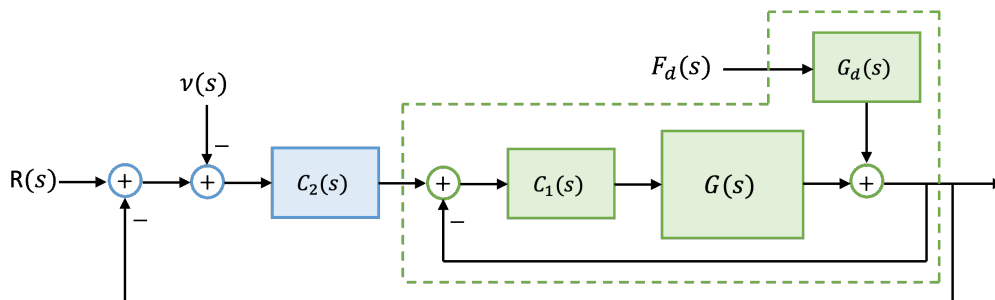 F_d(s)
G_d(s)
ν(s)
−
R(s)
+
+
C_2(s)
+
C_1(s)
G(s)
+
−
−